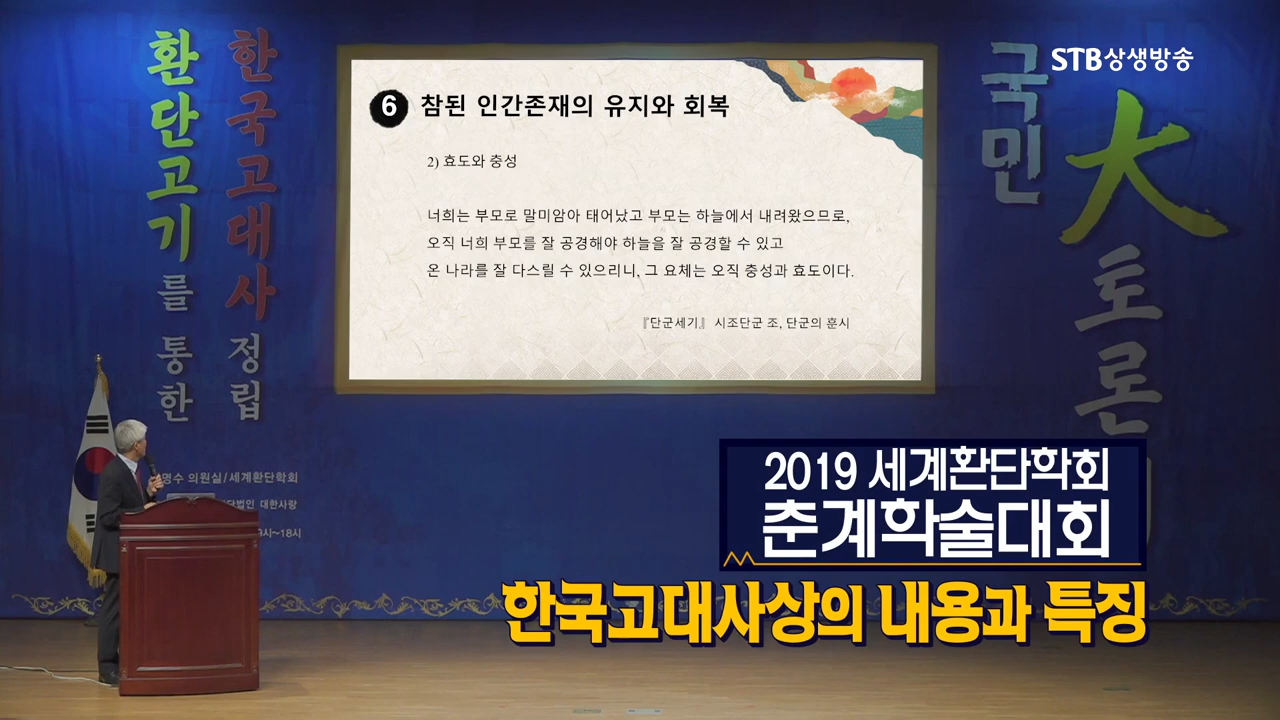 환단고기를 통한
한국고대사 정립
국민
大
토론
STB상생방송
6 참된 인간존재의 유지와 회복
2) 효도와 충성
너희는 부모로 말미암아 태어났고 부모는 하늘에서 내려왔으므로,
오직 너희 부모를 잘 공경해야 하늘을 잘 공경할 수 있고
온 나라를 잘 다스릴 수 있으리니, 그 요체는 오직 충성과 효도이다.
『단군세기』 시조단군 조, 단군의 훈시
명수 의원실/세계환단학회
단법인 대한사랑
시~18시
2019 세계환단학회
춘계학술대회
한국고대사상의 내용과 특징